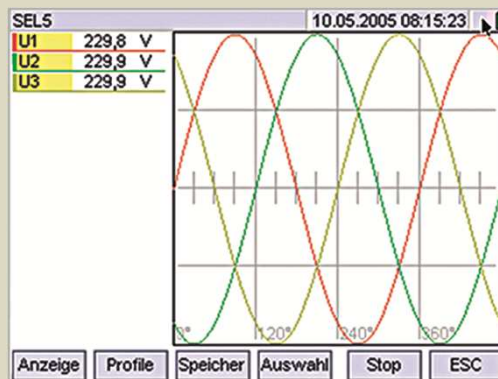 SEL5 10.05.2005 08:15:23
U1 229,8 V
U2 229,9 V
U3 229,9 V
0° 120° 240° 360°
Anzeige Profile Speicher Auswahl Stop ESC